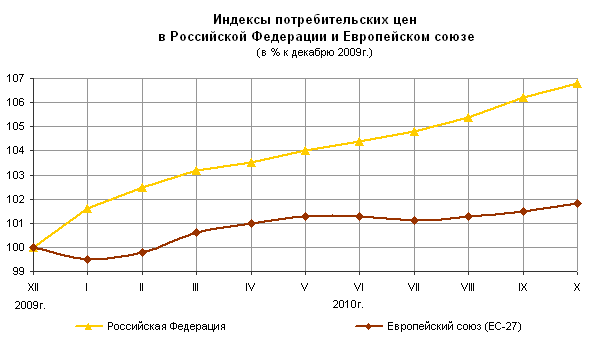 Индексы потребительских цен
в Российской Федерации и Европейском союзе
(в % к декабрю 2009г.)
107
106
105
104
103
102
101
100
99
XII I II III IV V VI VII VIII IX X
2009г. 2010г.
Российская Федерация Европейский союз (ЕС-27)